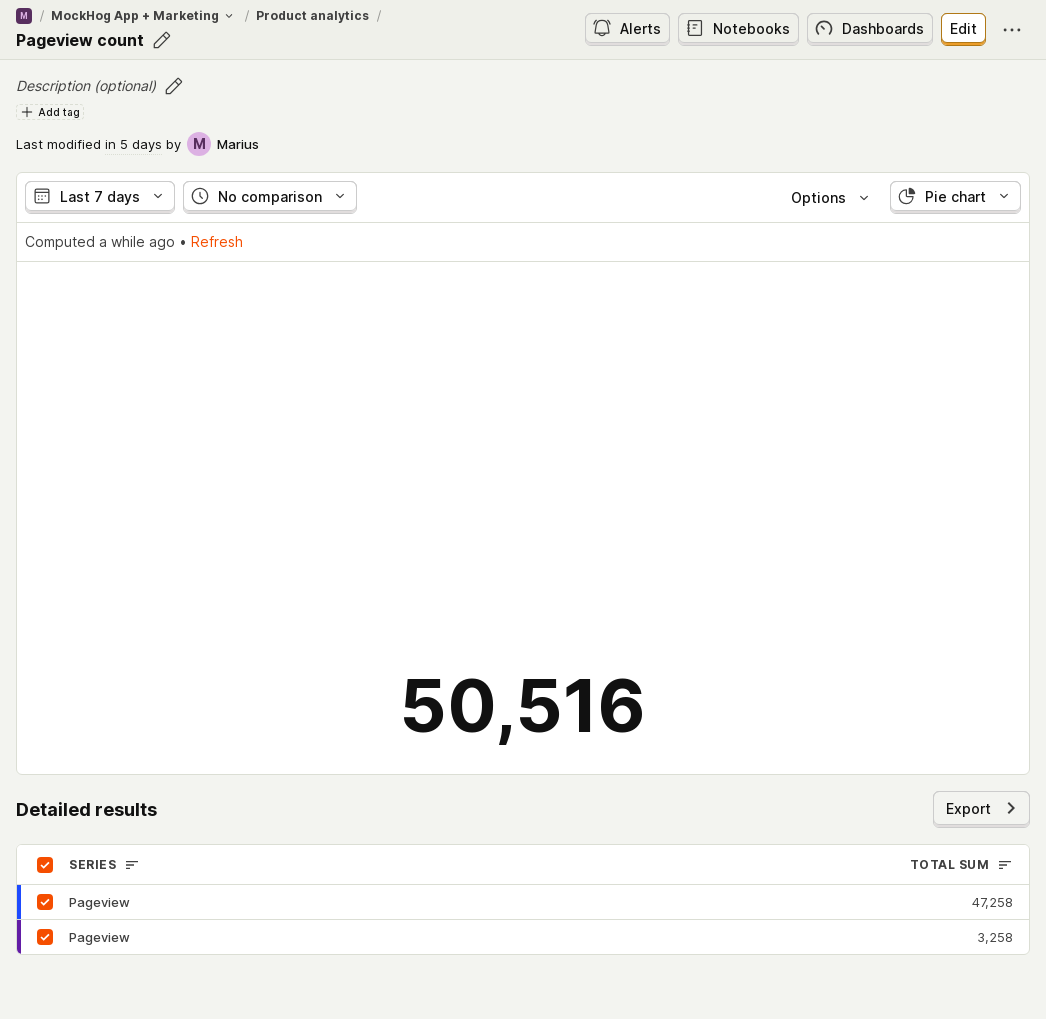 M / MockHog App + Marketing / Product analytics /
Pageview count
Alerts Notebooks Dashboards Edit
Description (optional)
Add tag
Last modified in 5 days by M Marius
Last 7 days No comparison Options Pie chart
Computed a while ago • Refresh
50,516
Detailed results Export
SERIES TOTAL SUM
Pageview 47,258
Pageview 3,258